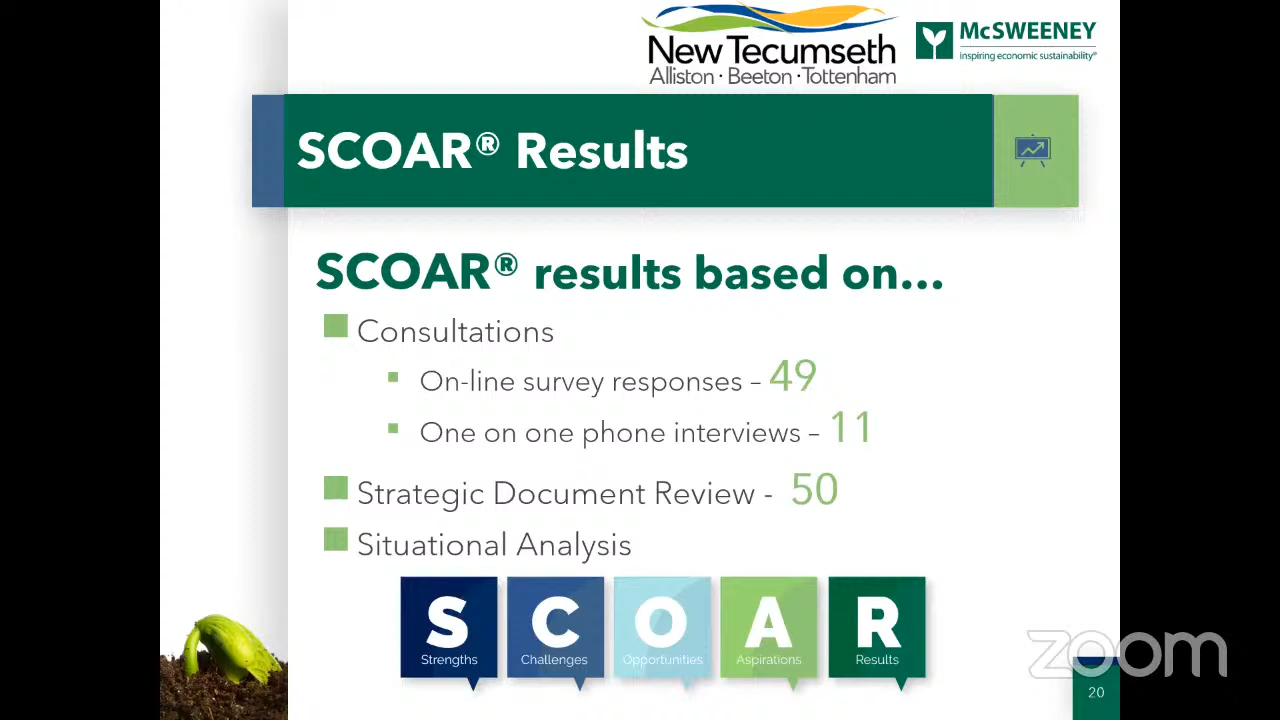 New Tecumseth
Alliston · Beeton · Tottenham
McSWEENEY
inspiring economic sustainability®
SCOAR® Results
SCOAR® results based on...
Consultations
On-line survey responses – 49
One on one phone interviews – 11
Strategic Document Review - 50
Situational Analysis
S C O A R
Strengths Challenges Opportunities Aspirations Results
zoom
20